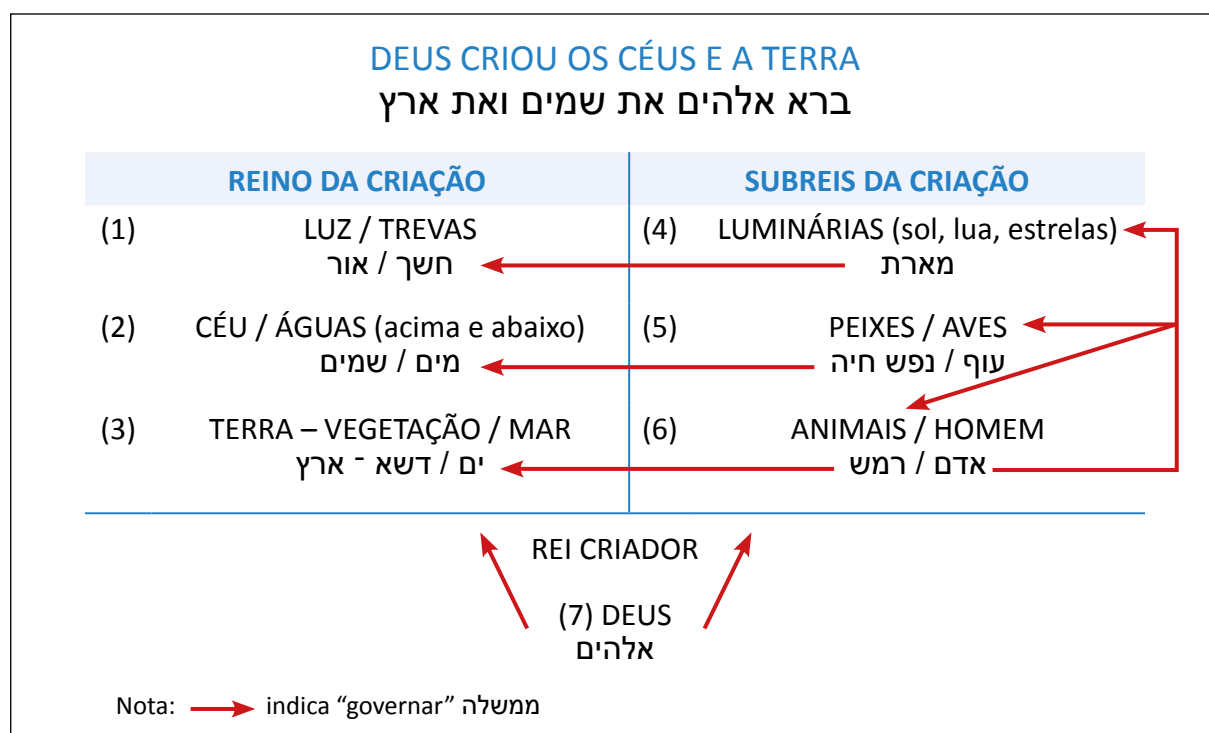 DEUS CRIOU OS CÉUS E A TERRA
ברא אלהים את שמים ואת ארץ
REINO DA CRIAÇÃO
SUBREIS DA CRIAÇÃO
(1) LUZ / TREVAS
חשך / אור
(4) LUMINÁRIAS (sol, lua, estrelas)
מארת
(2) CÉU / ÁGUAS (acima e abaixo)
מים / שמים
(5) PEIXES / AVES
עוף / נפש חיה
(3) TERRA – VEGETAÇÃO / MAR
ים / דשא - ארץ
(6) ANIMAIS / HOMEM
אדם / רמש
REI CRIADOR
(7) DEUS
אלהים
Nota: indica “governar” ממשלה